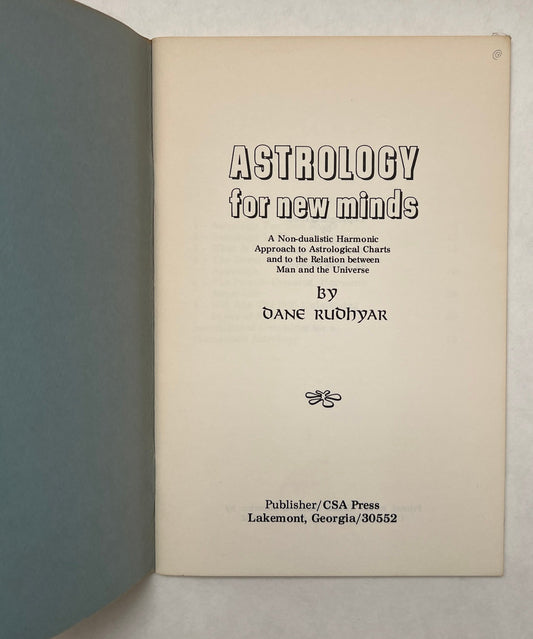 ASTROLOGY
for new minds
A Non-dualistic Harmonic
Approach to Astrological Charts
and to the Relation between
Man and the Universe
by
DANE RUDHYAR
Publisher/CSA Press
Lakemont, Georgia/30552